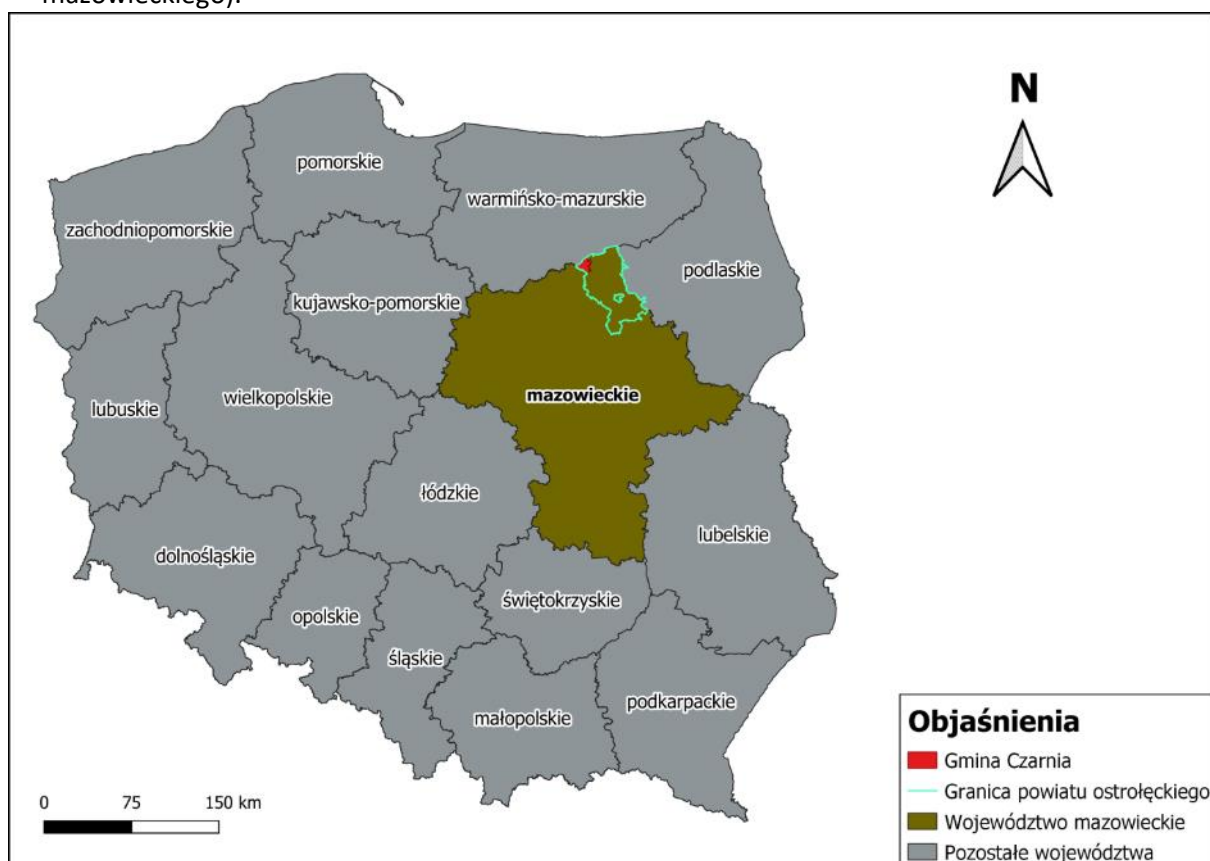 mazowieckiego).
N
pomorskie
warmińsko-mazurskie
zachodniopomorskie
podlaskie
kujawsko-pomorskie
mazowieckie
wielkopolskie
lubuskie
łódzkie
lubelskie
dolnośląskie
świętokrzyskie
opolskie
śląskie
podkarpackie
małopolskie
Objaśnienia
Gmina Czarnia
Granica powiatu ostrołęckiego
Województwo mazowieckie
Pozostałe województwa
0 75 150 km